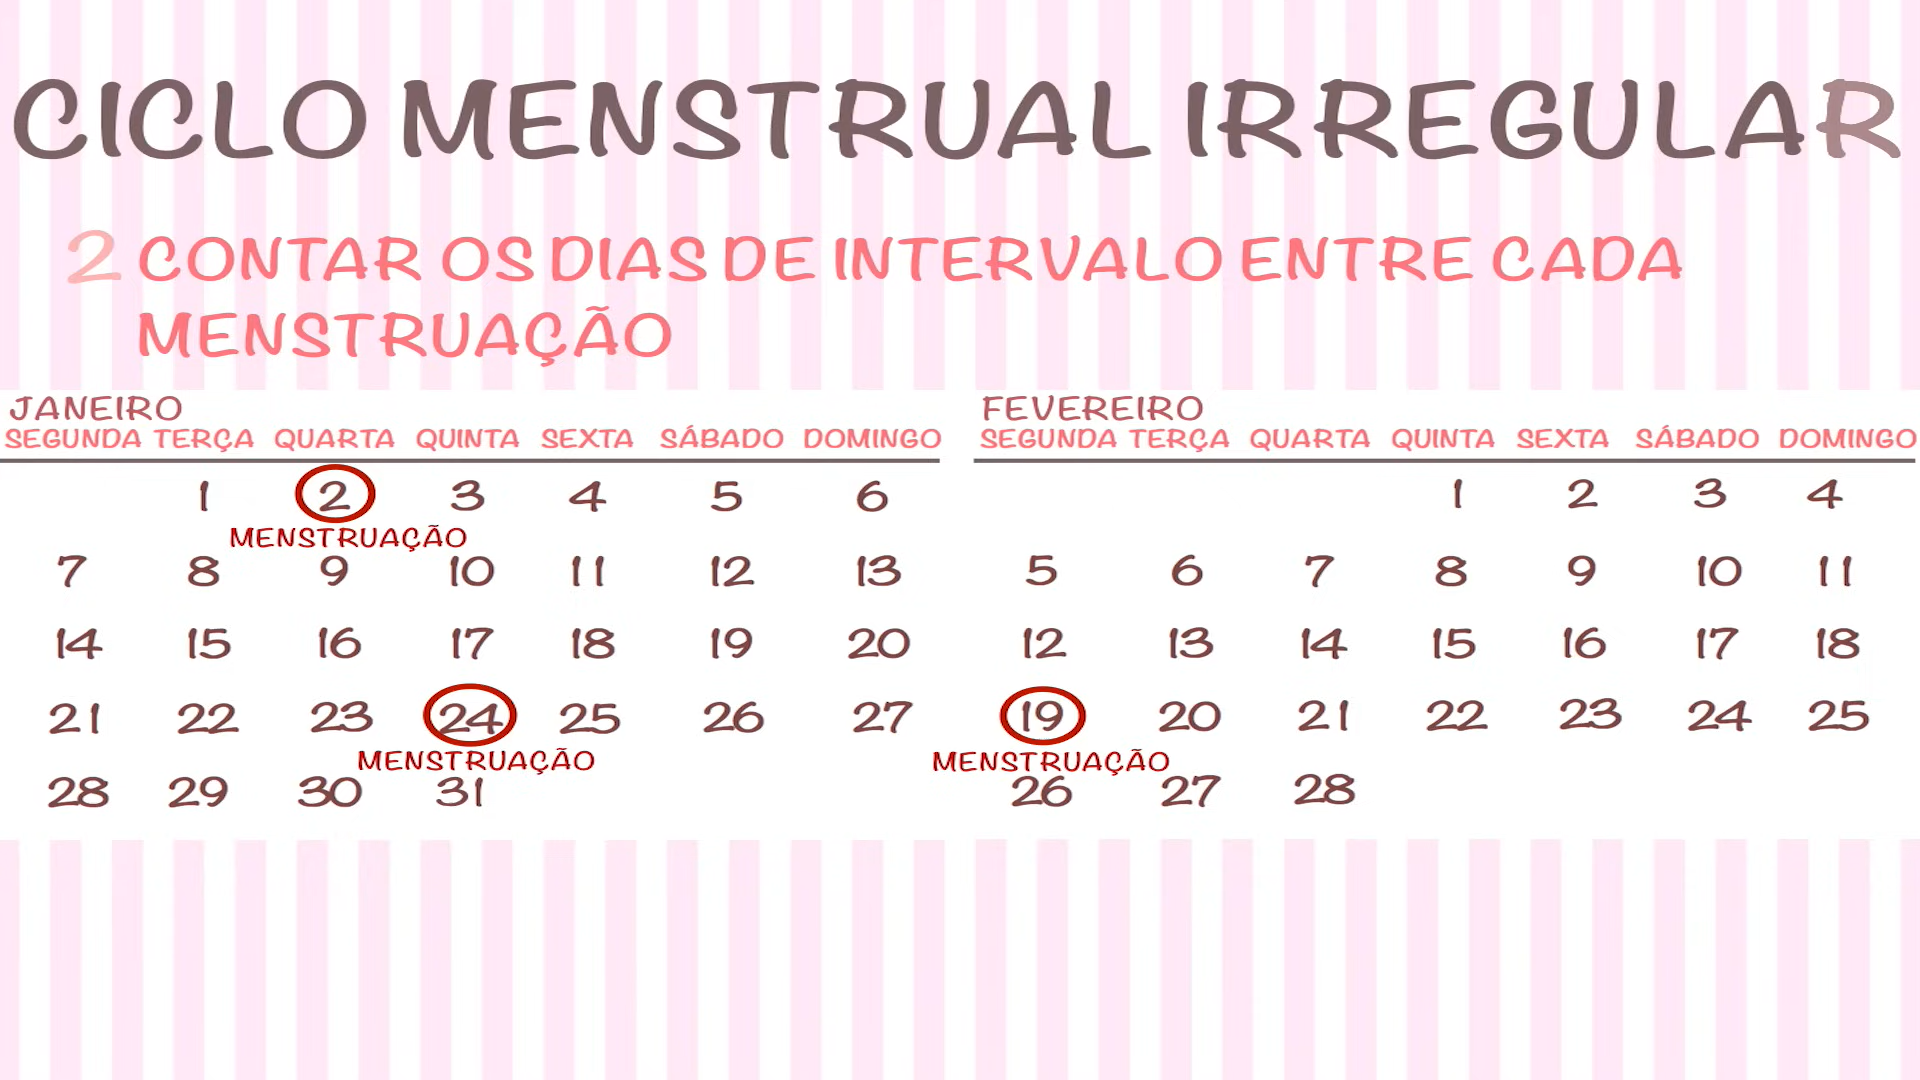 CICLO MENSTRUAL IRREGULAR
2 CONTAR OS DIAS DE INTERVALO ENTRE CADA
MENSTRUAÇÃO
JANEIRO
SEGUNDA TERÇA QUARTA QUINTA SEXTA SÁBADO DOMINGO
1 2 3 4 5 6
MENSTRUAÇÃO
7 8 9 10 11 12 13
14 15 16 17 18 19 20
21 22 23 24 25 26 27
MENSTRUAÇÃO
28 29 30 31
FEVEREIRO
SEGUNDA TERÇA QUARTA QUINTA SEXTA SÁBADO DOMINGO
1 2 3 4
5 6 7 8 9 10 11
12 13 14 15 16 17 18
19 20 21 22 23 24 25
MENSTRUAÇÃO
26 27 28